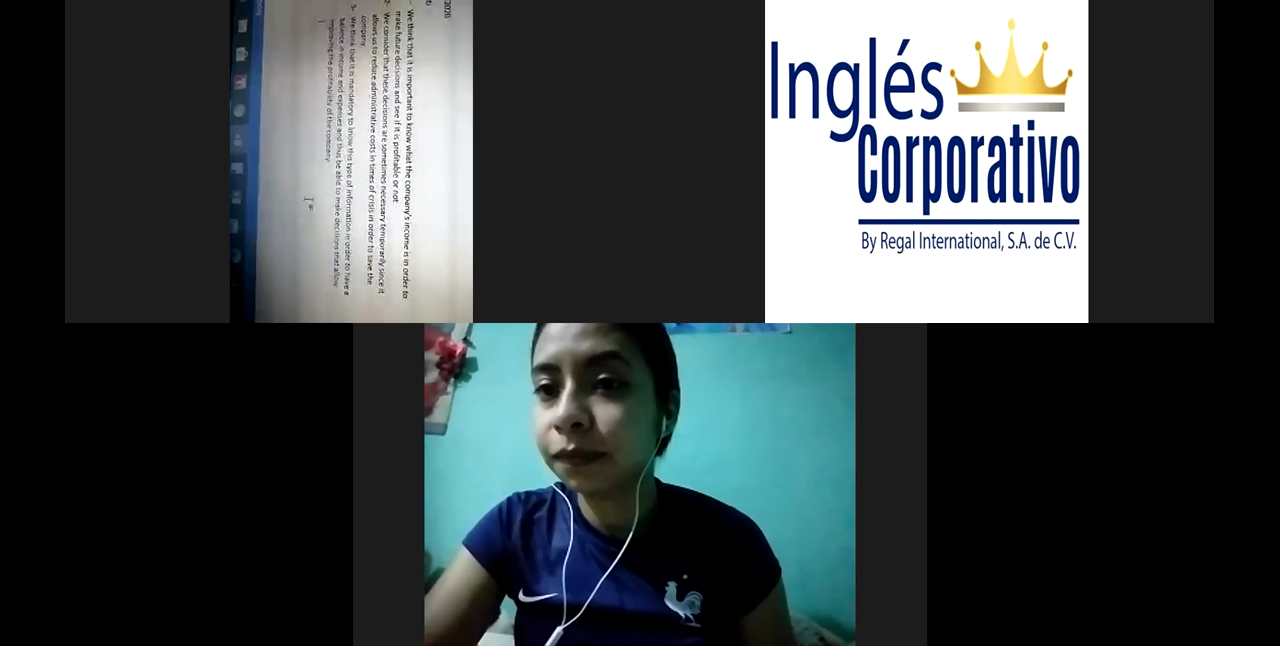 /2020
We think that it is important to know what the company's income is in order to
make future decisions and see if it is profitable or not.
2- We consider that these decisions are sometimes necessary temporarily since it
allows us to reduce administrative costs in times of crisis in order to save the
company
3- We think that it is mandatory to know this type of information in order to have a
balance in income and expenses and thus be able to make decisions that allow
improving the profitability of the company
Inglés
Corporativo
By Regal International, S.A. de C.V.